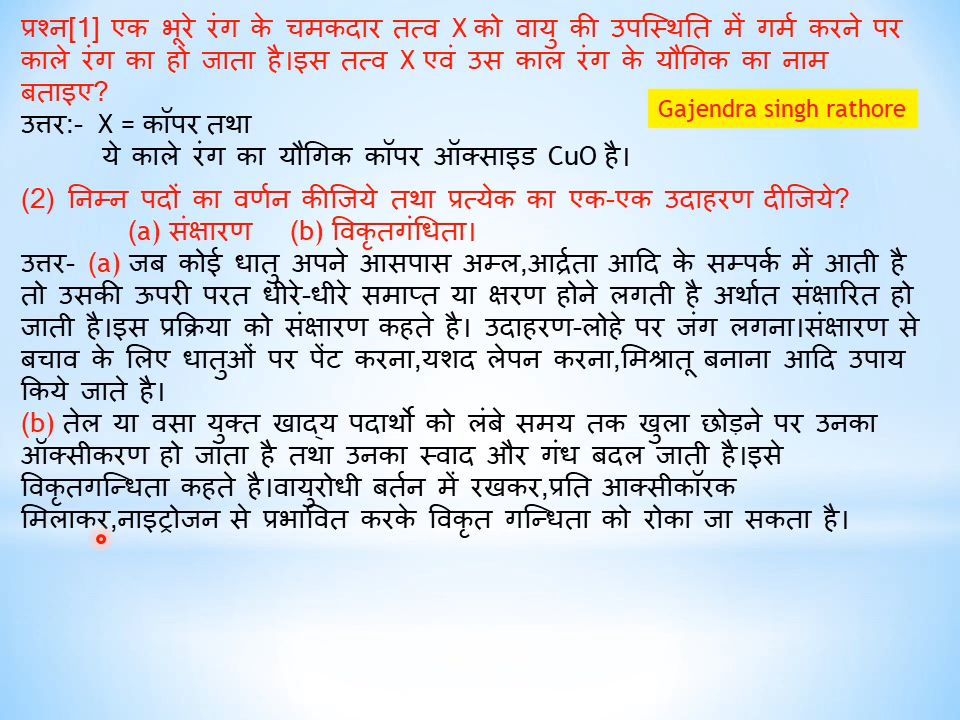 प्रश्न[1] एक भूरे रंग के चमकदार तत्व X को वायु की उपस्थिति में गर्म करने पर
काले रंग का हो जाता है।इस तत्व X एवं उस काल रंग के यौगिक का नाम
बताइए?
Gajendra singh rathore
उत्तर:- X = कॉपर तथा
ये काले रंग का यौगिक कॉपर ऑक्साइड CuO है।
(2) निम्न पदों का वर्णन कीजिये तथा प्रत्येक का एक-एक उदाहरण दीजिये?
(a) संक्षारण (b) विकृतगंधिता।
उत्तर- (a) जब कोई धातु अपने आसपास अम्ल,आर्द्रता आदि के सम्पर्क में आती है
तो उसकी ऊपरी परत धीरे-धीरे समाप्त या क्षरण होने लगती है अर्थात संक्षारित हो
जाती है।इस प्रक्रिया को संक्षारण कहते है। उदाहरण-लोहे पर जंग लगना।संक्षारण से
बचाव के लिए धातुओं पर पेंट करना,यशद लेपन करना,मिश्रातू बनाना आदि उपाय
किये जाते है।
(b) तेल या वसा युक्त खाद्य पदार्थो को लंबे समय तक खुला छोड़ने पर उनका
ऑक्सीकरण हो जाता है तथा उनका स्वाद और गंध बदल जाती है।इसे
विकृतगन्धिता कहते है।वायुरोधी बर्तन में रखकर,प्रति आक्सीकॉरक
मिलाकर,नाइट्रोजन से प्रभावित करके विकृत गन्धिता को रोका जा सकता है।